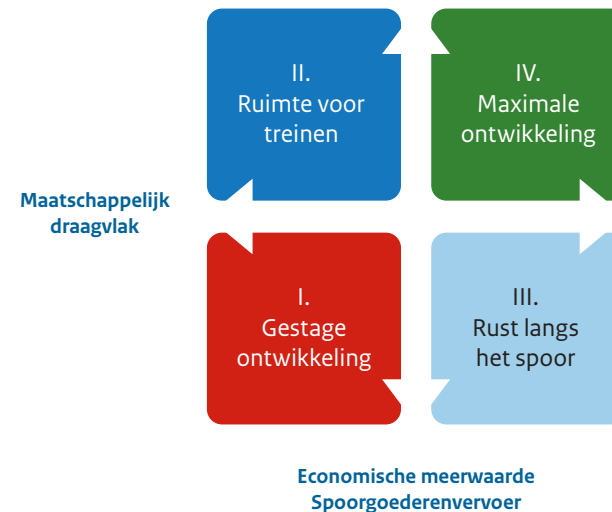 II.
Ruimte voor
treinen
IV.
Maximale
ontwikkeling
Maatschappelijk
draagvlak
I.
Gestage
ontwikkeling
III.
Rust langs
het spoor
Economische meerwaarde
Spoorgoederenvervoer